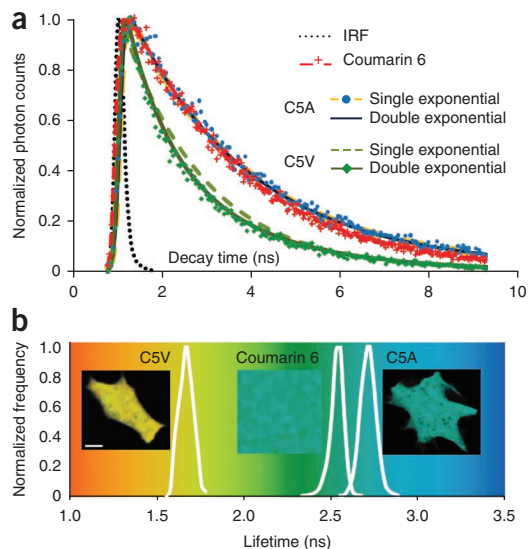 a
Normalized photon counts
1.0
0.8
0.6
0.4
0.2
0
0 2 4 6 8 10
Decay time (ns)
IRF
Coumarin 6
C5A
Single exponential
Double exponential
C5V
Single exponential
Double exponential
b
Normalized frequency
1.0
0.8
0.6
0.4
0.2
0
C5V
Coumarin 6
C5A
1.0 1.5 2.0 2.5 3.0 3.5
Lifetime (ns)